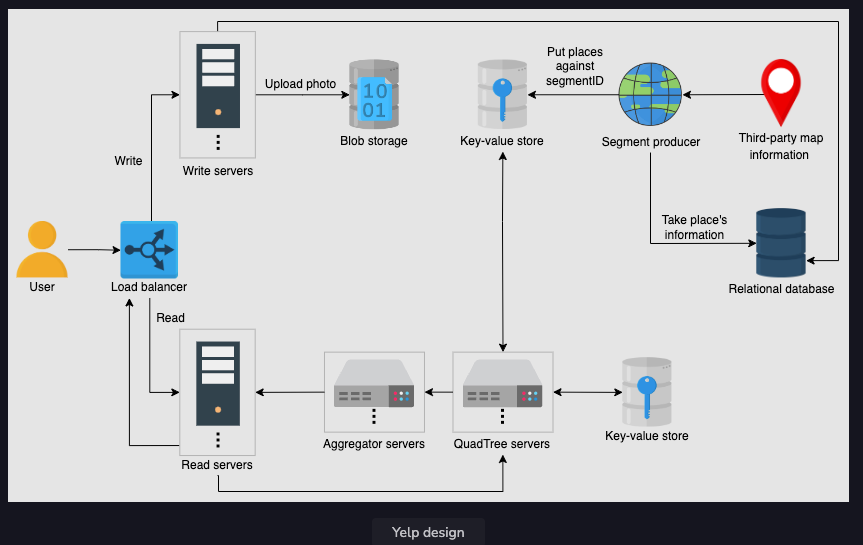 Put places
against
segmentID
Upload photo
10
01
Write servers
Blob storage
Key-value store
Segment producer
Third-party map
information
Write
Take place's
information
User
Load balancer
Relational database
Read
Read servers
Aggregator servers
QuadTree servers
Key-value store
Yelp design